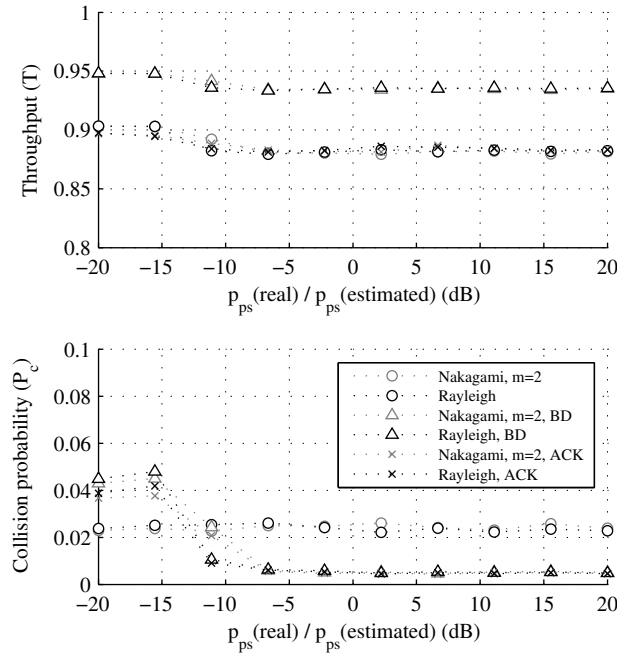 1
0.95
0.9
0.85
0.8
Throughput (T)
−20 −15 −10 −5 0 5 10 15 20
p_ps(real) / p_ps(estimated) (dB)
0.1
0.08
0.06
0.04
0.02
0
Collision probability (P_c)
Nakagami, m=2
Rayleigh
Nakagami, m=2, BD
Rayleigh, BD
Nakagami, m=2, ACK
Rayleigh, ACK
−20 −15 −10 −5 0 5 10 15 20
p_ps(real) / p_ps(estimated) (dB)